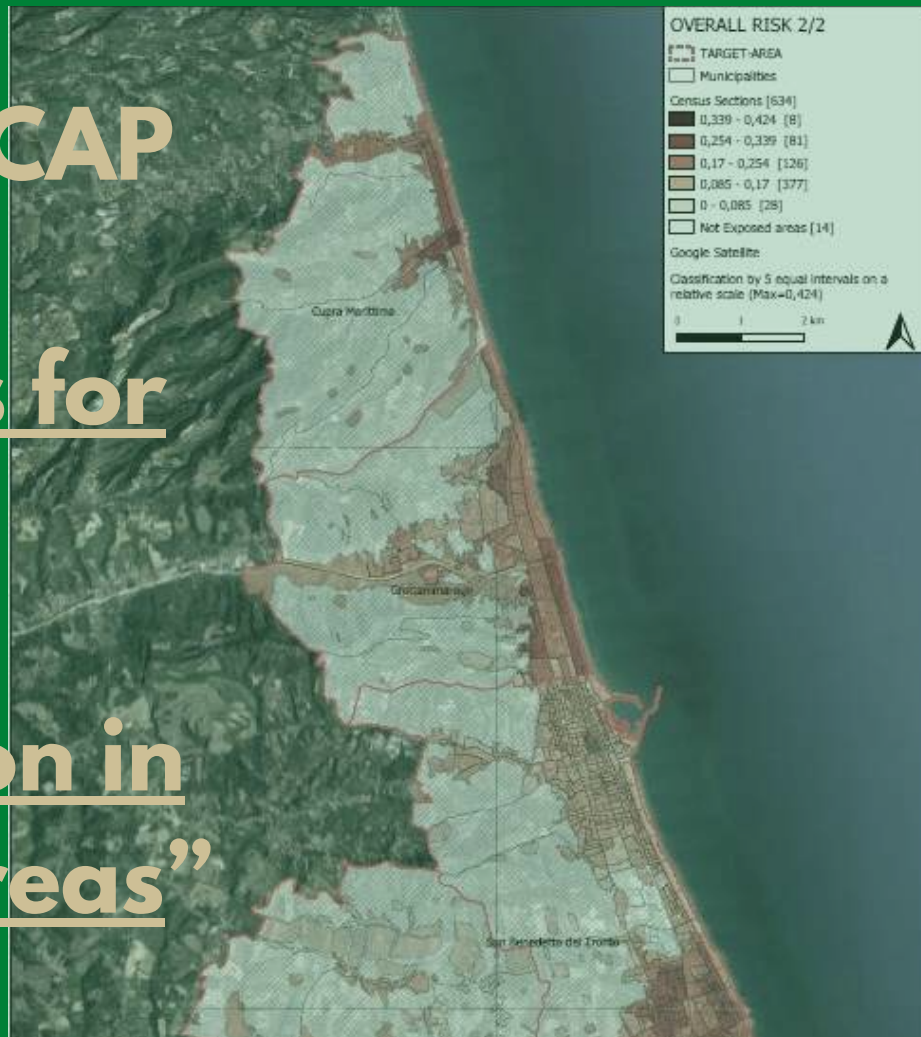 CAP
s for
on in
reas”
OVERALL RISK 2/2
TARGET-AREA
Municipalities
Census Sections [634]
0,339 - 0,424 [8]
0,254 - 0,339 [81]
0,17 - 0,254 [126]
0,085 - 0,17 [377]
0 - 0,085 [28]
Not Exposed areas [14]
Google Satellite
Classification by 5 equal intervals on a
relative scale (Max=0,424)
0 1 2 km
Cupra Marittima
Grottammare
San Benedetto del Tronto